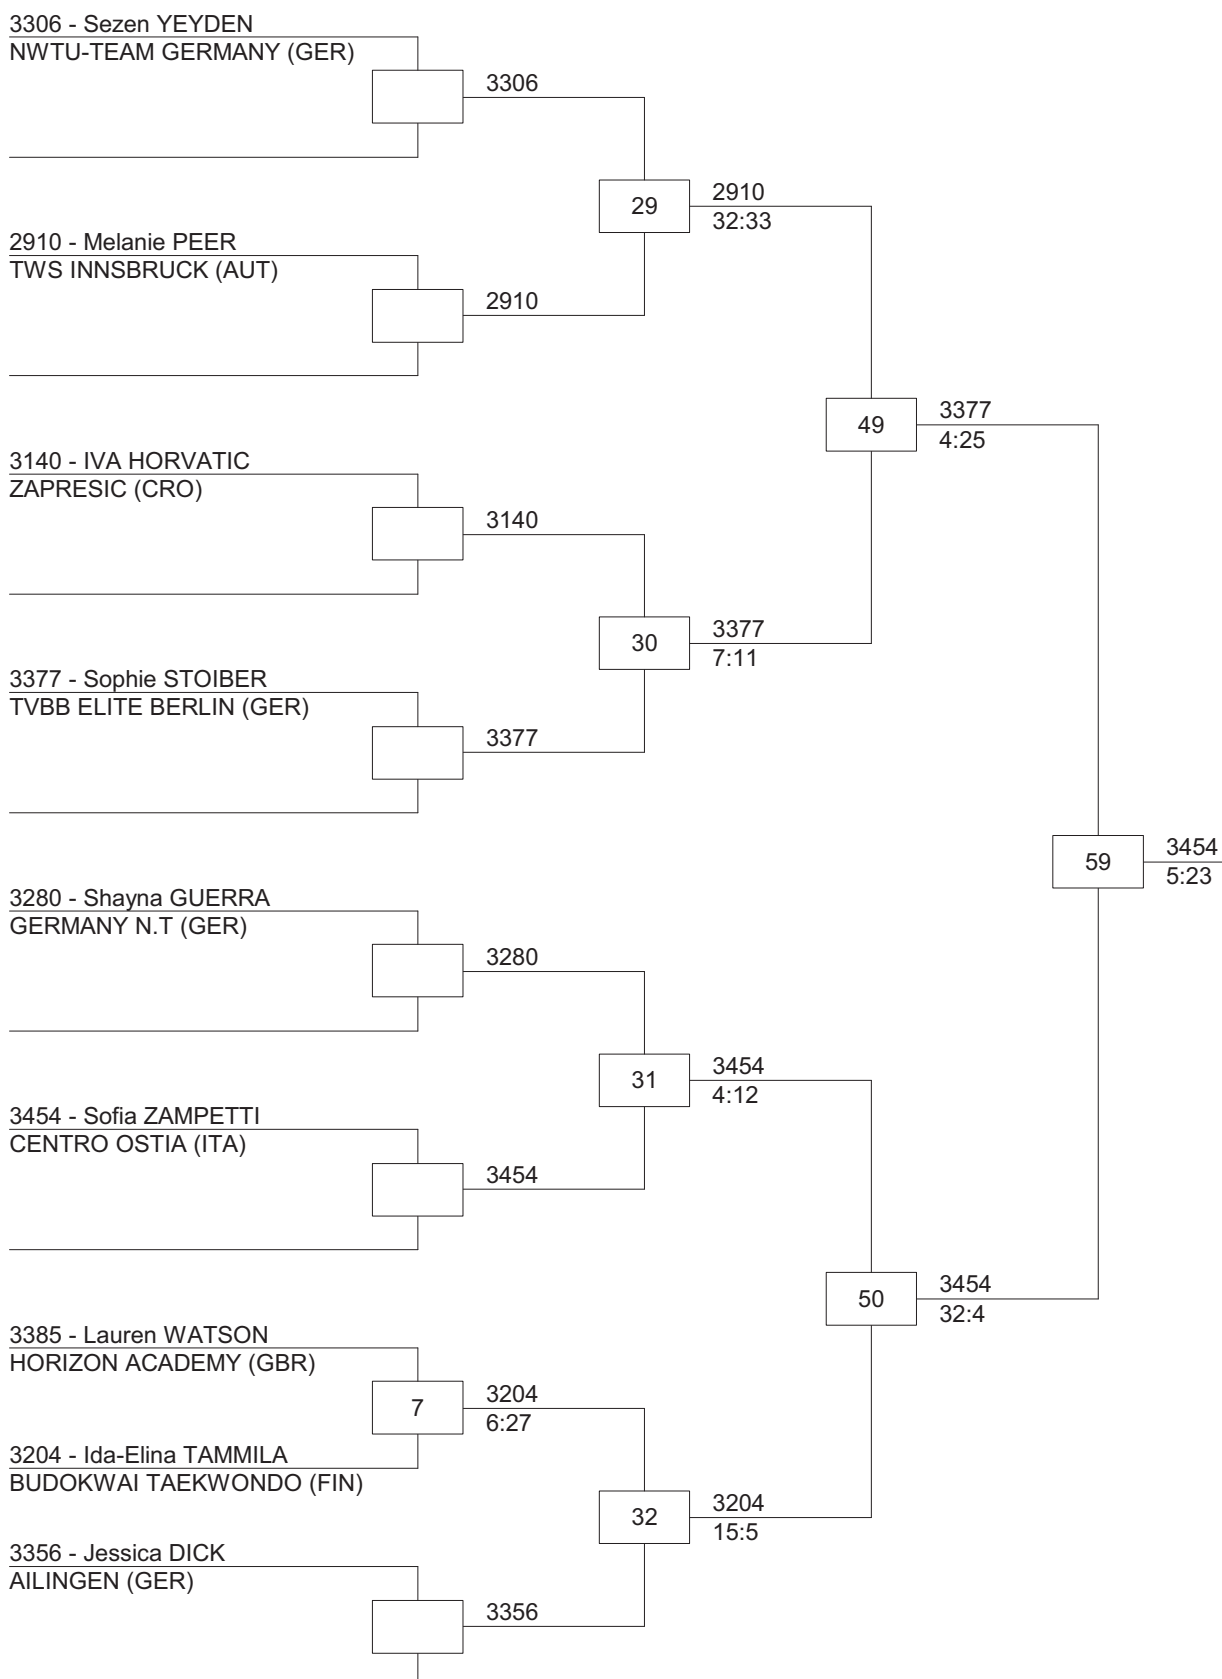 3306 - Sezen YEYDEN
NWTU-TEAM GERMANY (GER)
3306
29
2910
32:33
2910 - Melanie PEER
TWS INNSBRUCK (AUT)
2910
49
3377
4:25
3140 - IVA HORVATIC
ZAPRESIC (CRO)
3140
30
3377
7:11
3377 - Sophie STOIBER
TVBB ELITE BERLIN (GER)
3377
59
3454
5:23
3280 - Shayna GUERRA
GERMANY N.T (GER)
3280
31
3454
4:12
3454 - Sofia ZAMPETTI
CENTRO OSTIA (ITA)
3454
50
3454
32:4
3385 - Lauren WATSON
HORIZON ACADEMY (GBR)
7
3204
6:27
3204 - Ida-Elina TAMMILA
BUDOKWAI TAEKWONDO (FIN)
32
3204
15:5
3356 - Jessica DICK
AILINGEN (GER)
3356